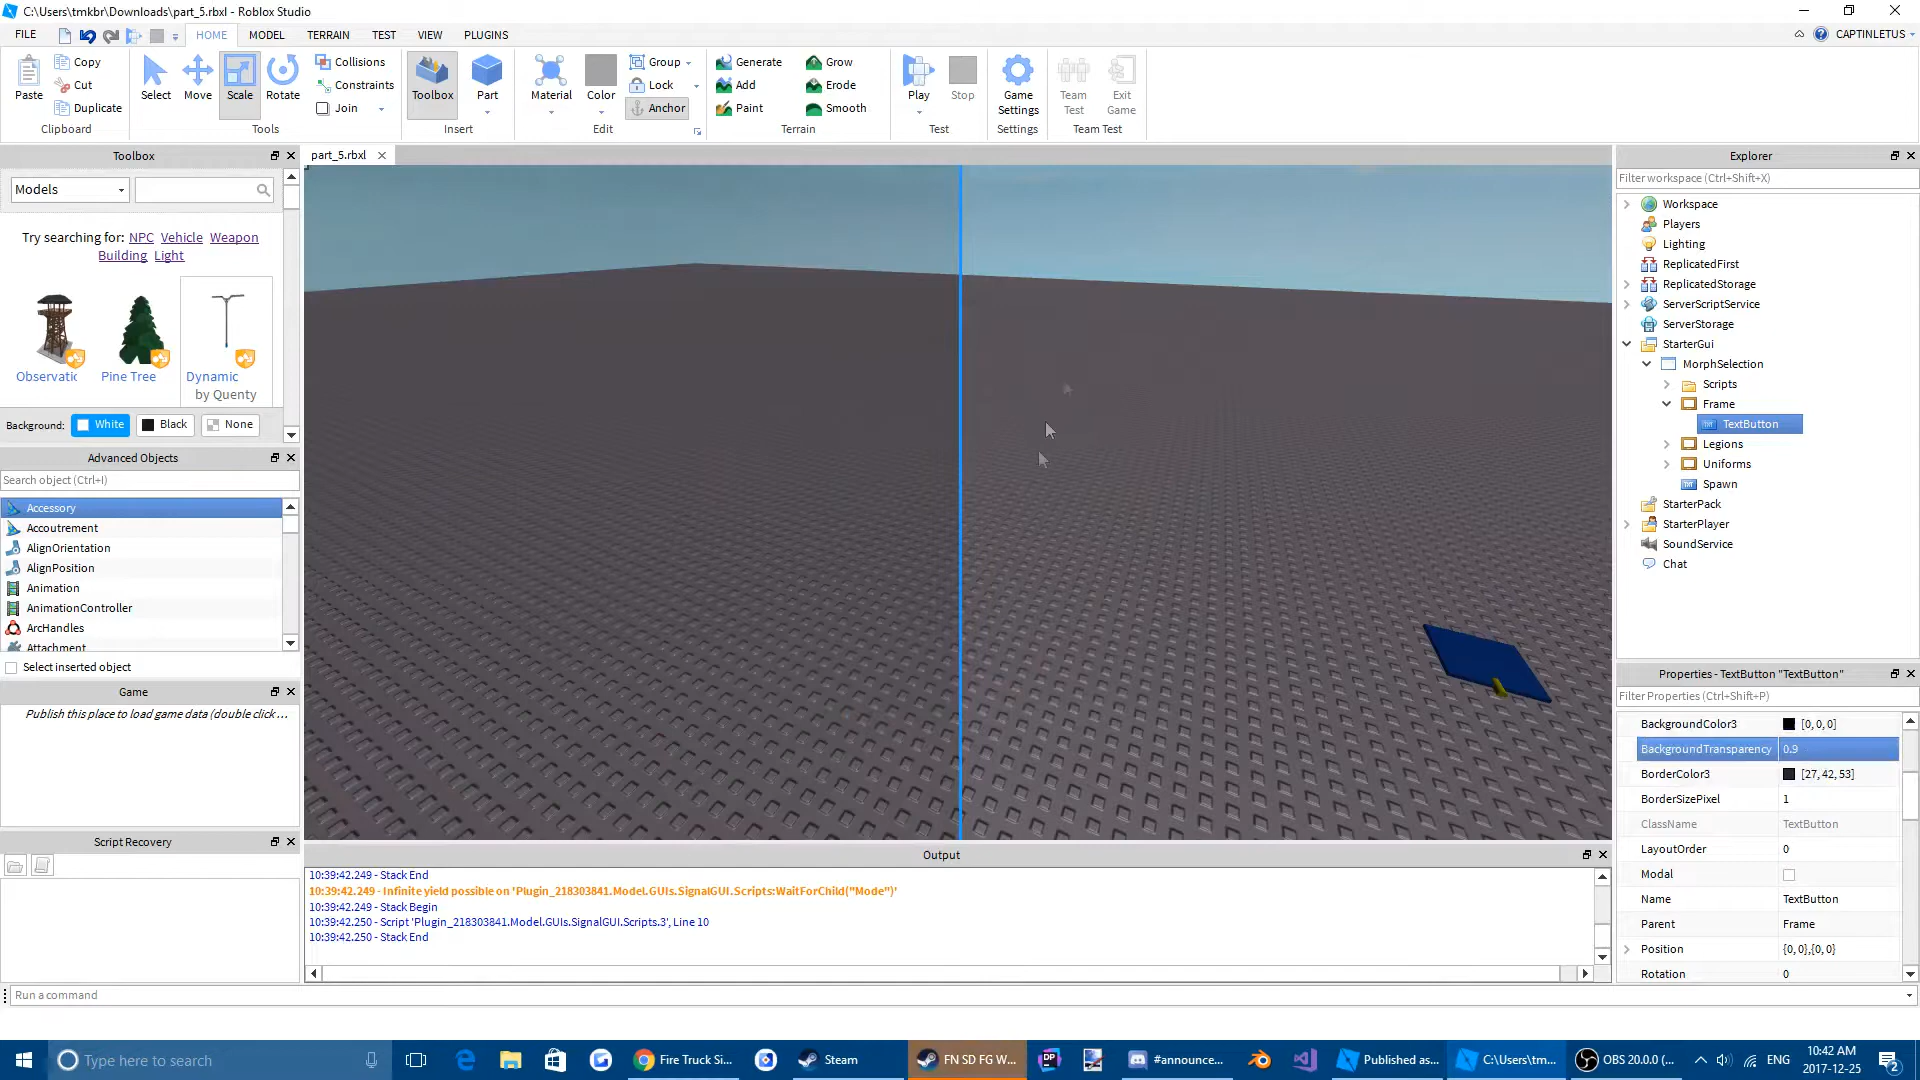 C:\Users\tmkbr\Downloads\part_5.rbxl - Roblox Studio
FILE HOME MODEL TERRAIN TEST VIEW PLUGINS CAPTINLETUS
Paste Copy Cut Duplicate
Clipboard
Select Move Scale Rotate
Collisions
Constraints
Join
Tools
Toolbox Part
Insert
Material Color
Group
Lock
Anchor
Edit
Generate Grow
Add Erode
Paint Smooth
Terrain
Play Stop
Test
Game Settings
Settings
Team Test
Exit Game
Team Test
Toolbox
part_5.rbxl
Models
Try searching for: NPC Vehicle Weapon
Building Light
Observatic Pine Tree Dynamic
by Quenty
Background: White Black None
Advanced Objects
Search object (Ctrl+I)
Accessory
Accoutrement
AlignOrientation
AlignPosition
Animation
AnimationController
ArcHandles
Attachment
Select inserted object
Game
Publish this place to load game data (double click ...
Script Recovery
Output
10:39:42.249 - Stack End
10:39:42.249 - Infinite yield possible on 'Plugin_218303841.Model.GUIs.SignalGUI.Scripts:WaitForChild("Mode")'
10:39:42.249 - Stack Begin
10:39:42.250 - Script 'Plugin_218303841.Model.GUIs.SignalGUI.Scripts.3', Line 10
10:39:42.250 - Stack End
Run a command
Explorer
Filter workspace (Ctrl+Shift+X)
Workspace
Players
Lighting
ReplicatedFirst
ReplicatedStorage
ServerScriptService
ServerStorage
StarterGui
MorphSelection
Scripts
Frame
TextButton
Legions
Uniforms
Spawn
StarterPack
StarterPlayer
SoundService
Chat
Properties - TextButton "TextButton"
Filter Properties (Ctrl+Shift+P)
BackgroundColor3 [0, 0, 0]
BackgroundTransparency 0.9
BorderColor3 [27, 42, 53]
BorderSizePixel 1
ClassName TextButton
LayoutOrder 0
Modal
Name TextButton
Parent Frame
Position {0, 0},{0, 0}
Rotation 0
Type here to search
Fire Truck Si...
Steam
FN SD FG W...
#announce...
Published as...
C:\Users\tm...
OBS 20.0.0 (...
ENG
10:42 AM
2017-12-25
2